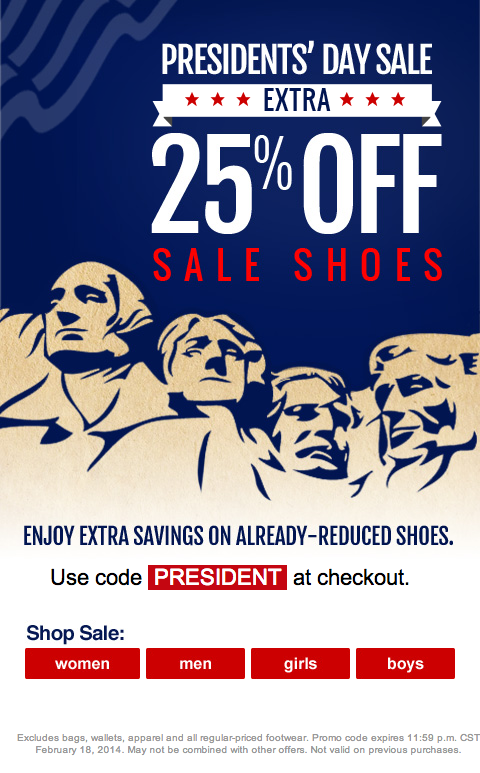 PRESIDENTS' DAY SALE
EXTRA
25% OFF
SALE SHOES
ENJOY EXTRA SAVINGS ON ALREADY-REDUCED SHOES.
Use code PRESIDENT at checkout.
Shop Sale:
women men girls boys
Excludes bags, wallets, apparel and all regular-priced footwear. Promo code expires 11:59 p.m. CST
February 18, 2014. May not be combined with other offers. Not valid on previous purchases.